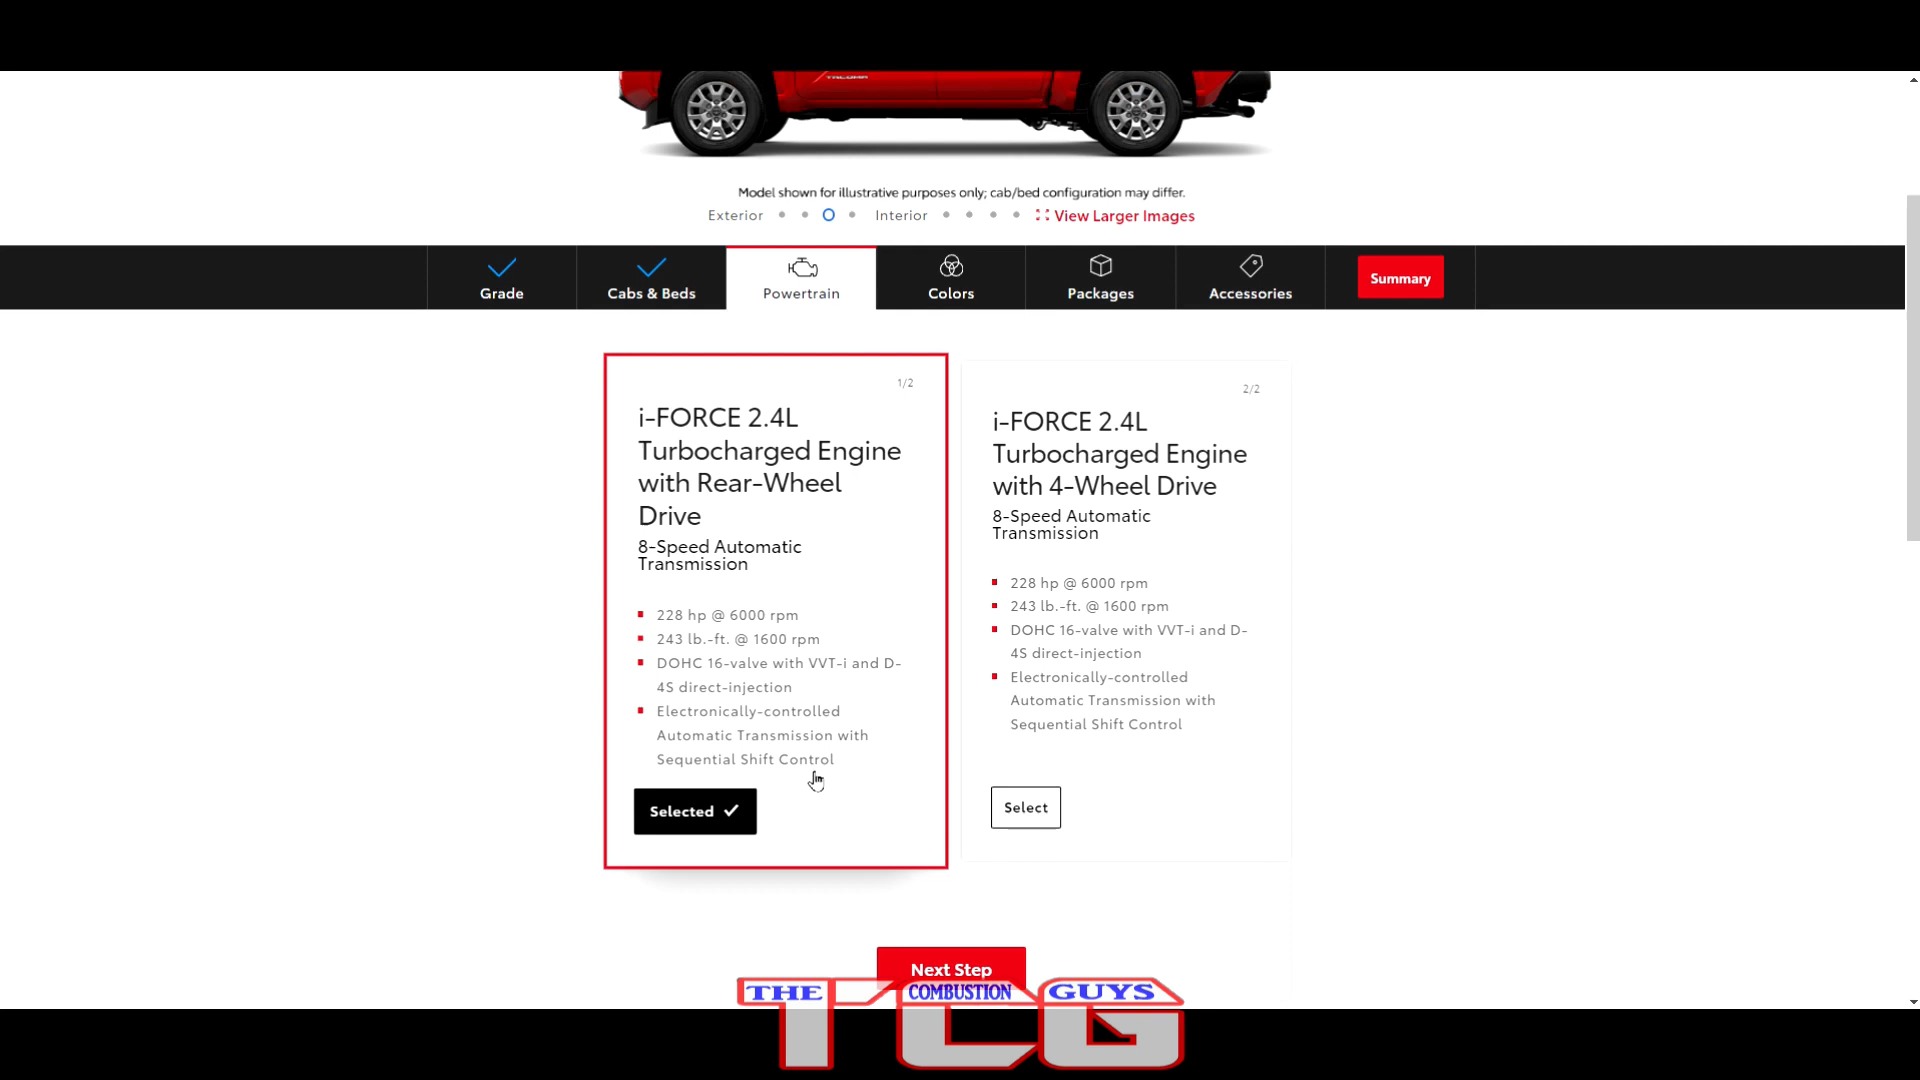 TACOMA
Model shown for illustrative purposes only; cab/bed configuration may differ.
Exterior
Interior
View Larger Images
Grade
Cabs & Beds
Powertrain
Colors
Packages
Accessories
Summary
1/2
i-FORCE 2.4L
Turbocharged Engine
with Rear-Wheel
Drive
8-Speed Automatic
Transmission
228 hp @ 6000 rpm
243 lb.-ft. @ 1600 rpm
DOHC 16-valve with VVT-i and D-
4S direct-injection
Electronically-controlled
Automatic Transmission with
Sequential Shift Control
Selected
2/2
i-FORCE 2.4L
Turbocharged Engine
with 4-Wheel Drive
8-Speed Automatic
Transmission
228 hp @ 6000 rpm
243 lb.-ft. @ 1600 rpm
DOHC 16-valve with VVT-i and D-
4S direct-injection
Electronically-controlled
Automatic Transmission with
Sequential Shift Control
Select
Next Step
THE COMBUSTION GUYS
TCG